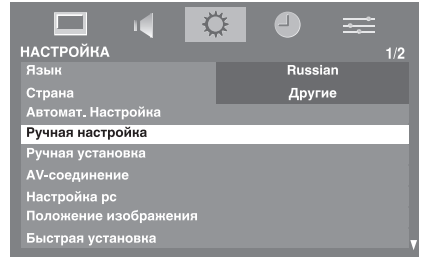 НАСТРОЙКА 1/2
Язык Russian
Страна Другие
Автомат. Настройка
Ручная настройка
Ручная установка
AV-соединение
Настройка pc
Положение изображения
Быстрая установка